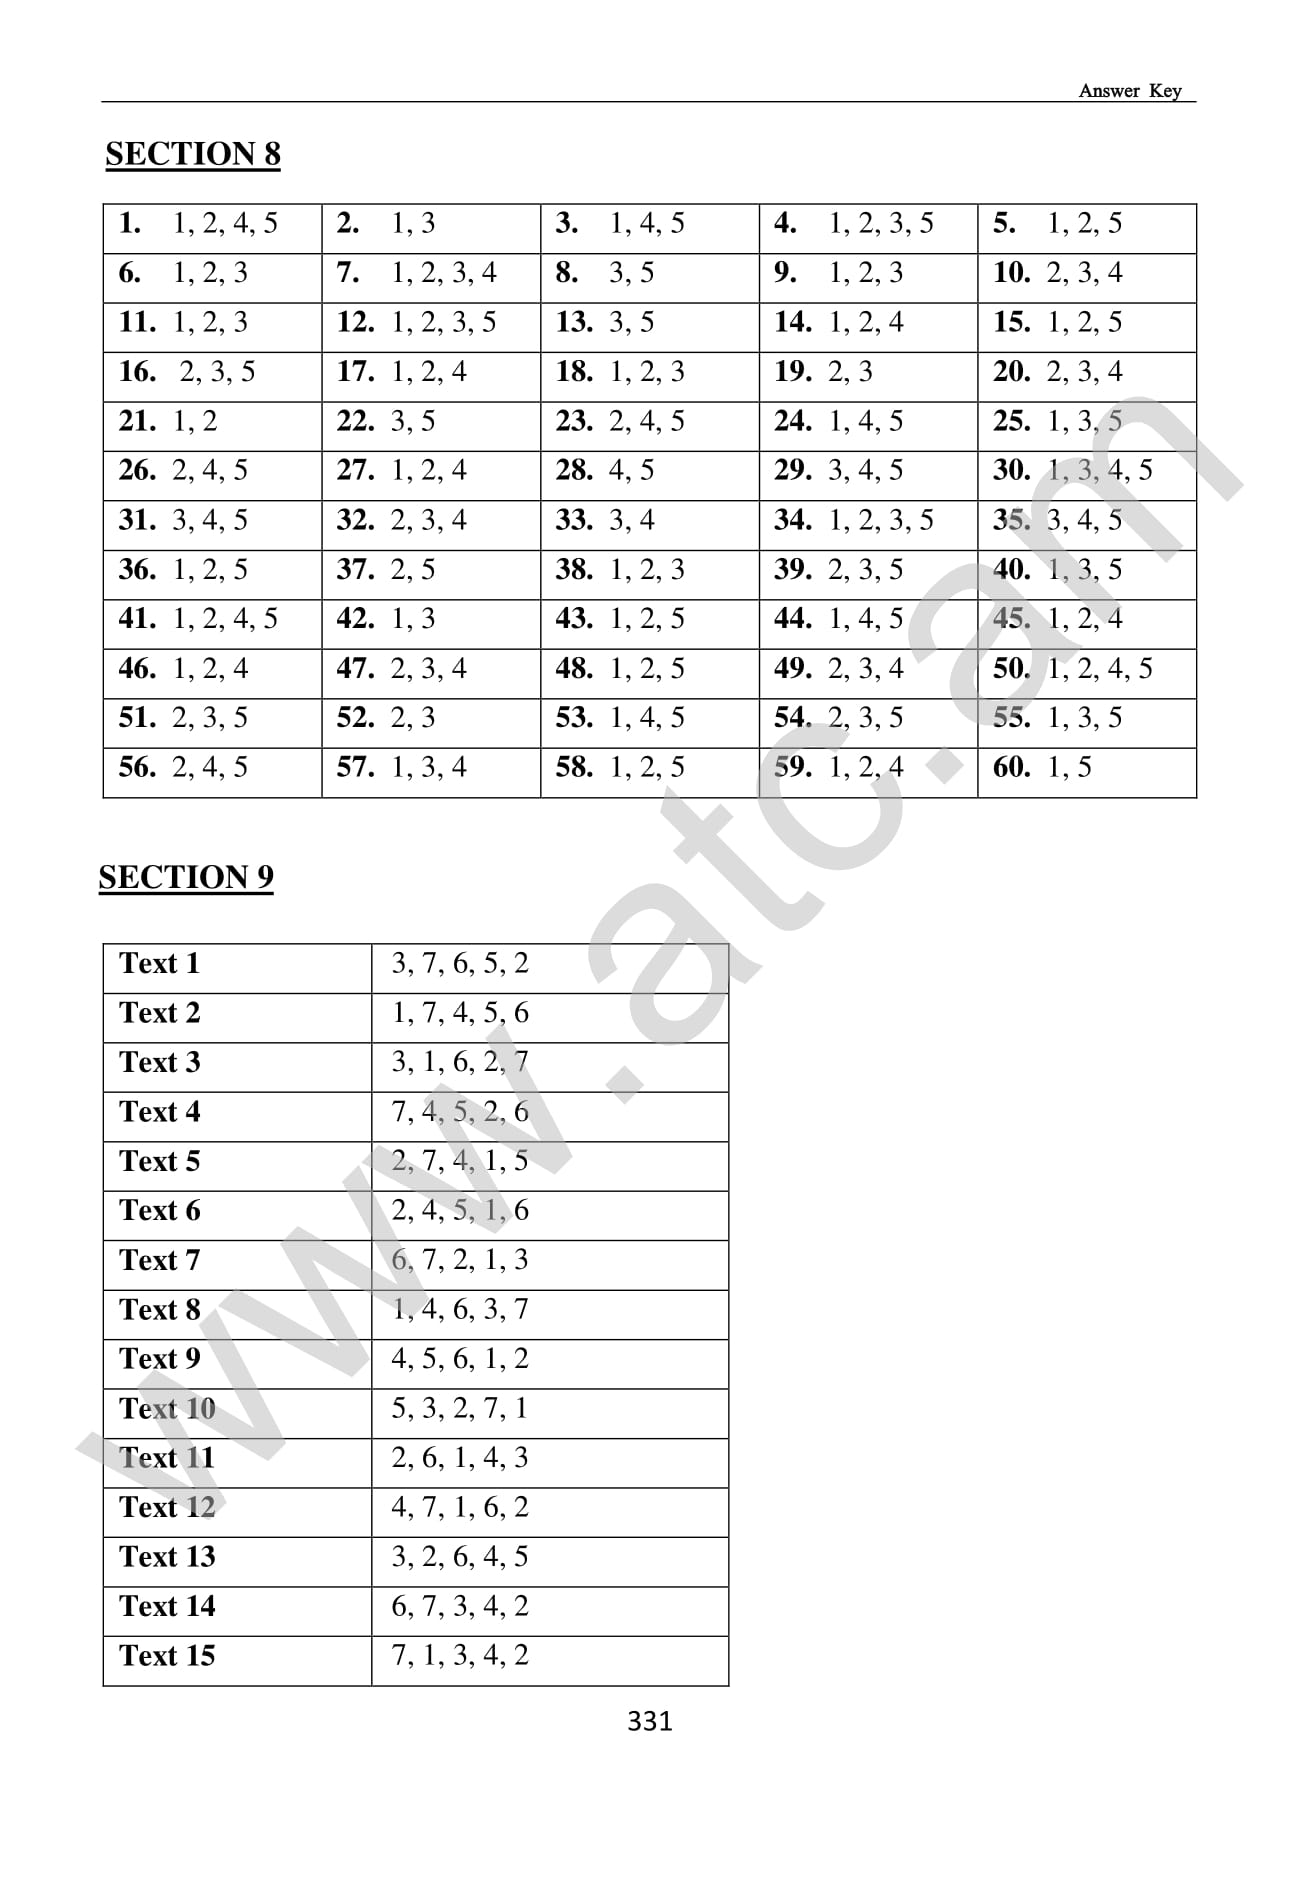 Answer Key
SECTION 8
1. 1, 2, 4, 5 2. 1, 3 3. 1, 4, 5 4. 1, 2, 3, 5 5. 1, 2, 5
6. 1, 2, 3 7. 1, 2, 3, 4 8. 3, 5 9. 1, 2, 3 10. 2, 3, 4
11. 1, 2, 3 12. 1, 2, 3, 5 13. 3, 5 14. 1, 2, 4 15. 1, 2, 5
16. 2, 3, 5 17. 1, 2, 4 18. 1, 2, 3 19. 2, 3 20. 2, 3, 4
21. 1, 2 22. 3, 5 23. 2, 4, 5 24. 1, 4, 5 25. 1, 3, 5
26. 2, 4, 5 27. 1, 2, 4 28. 4, 5 29. 3, 4, 5 30. 1, 3, 4, 5
31. 3, 4, 5 32. 2, 3, 4 33. 3, 4 34. 1, 2, 3, 5 35. 3, 4, 5
36. 1, 2, 5 37. 2, 5 38. 1, 2, 3 39. 2, 3, 5 40. 1, 3, 5
41. 1, 2, 4, 5 42. 1, 3 43. 1, 2, 5 44. 1, 4, 5 45. 1, 2, 4
46. 1, 2, 4 47. 2, 3, 4 48. 1, 2, 5 49. 2, 3, 4 50. 1, 2, 4, 5
51. 2, 3, 5 52. 2, 3 53. 1, 4, 5 54. 2, 3, 5 55. 1, 3, 5
56. 2, 4, 5 57. 1, 3, 4 58. 1, 2, 5 59. 1, 2, 4 60. 1, 5
SECTION 9
Text 1 3, 7, 6, 5, 2
Text 2 1, 7, 4, 5, 6
Text 3 3, 1, 6, 2, 7
Text 4 7, 4, 5, 2, 6
Text 5 2, 7, 4, 1, 5
Text 6 2, 4, 5, 1, 6
Text 7 6, 7, 2, 1, 3
Text 8 1, 4, 6, 3, 7
Text 9 4, 5, 6, 1, 2
Text 10 5, 3, 2, 7, 1
Text 11 2, 6, 1, 4, 3
Text 12 4, 7, 1, 6, 2
Text 13 3, 2, 6, 4, 5
Text 14 6, 7, 3, 4, 2
Text 15 7, 1, 3, 4, 2
331
www.atc.am